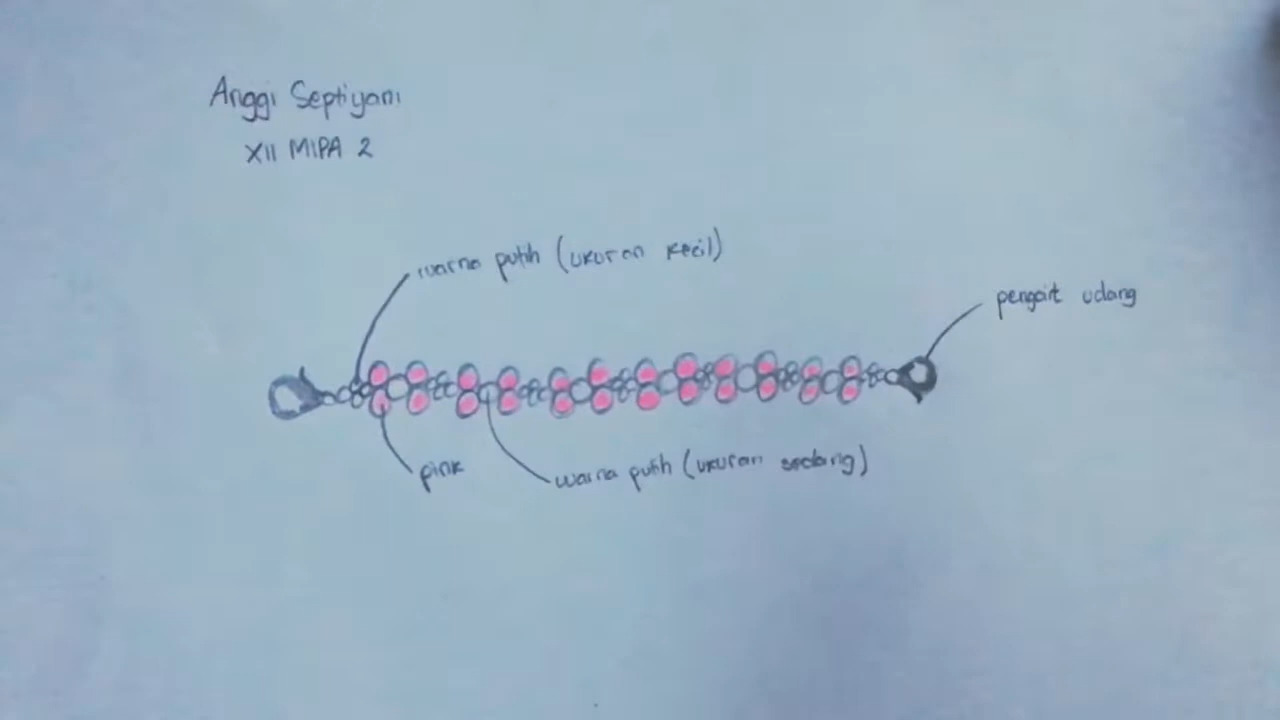 Anggi Septiyani
XII MIPA 2
warna putih (ukuran kecil)
pengait udang
pink
warna putih (ukuran sedang)